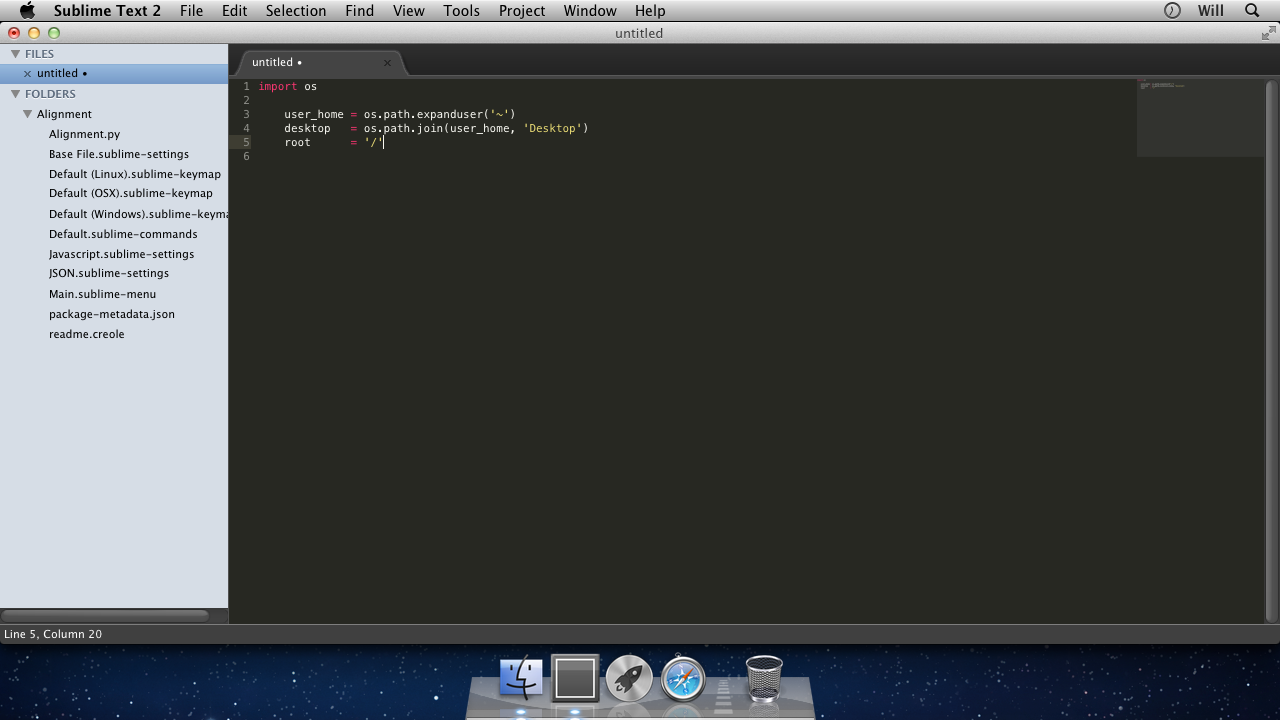 Sublime Text 2 File Edit Selection Find View Tools Project Window Help Will
untitled
FILES
untitled •
FOLDERS
Alignment
Alignment.py
Base File.sublime-settings
Default (Linux).sublime-keymap
Default (OSX).sublime-keymap
Default (Windows).sublime-keyma
Default.sublime-commands
Javascript.sublime-settings
JSON.sublime-settings
Main.sublime-menu
package-metadata.json
readme.creole
untitled •
1 import os
2
3     user_home = os.path.expanduser('~')
4     desktop   = os.path.join(user_home, 'Desktop')
5     root      = '/'
6
Line 5, Column 20